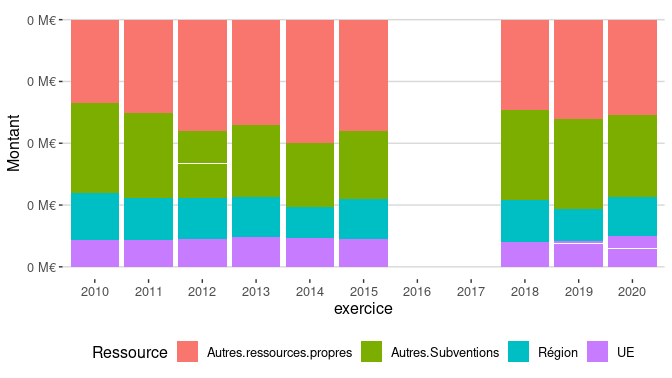 0 M€
0 M€
0 M€
0 M€
0 M€
Montant
2010 2011 2012 2013 2014 2015 2016 2017 2018 2019 2020
exercice
Ressource Autres.ressources.propres Autres.Subventions Région UE